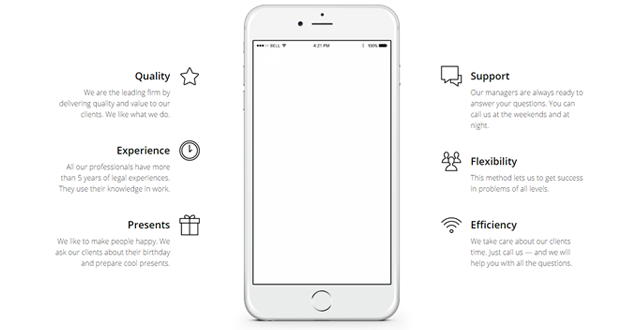 BELL
4:21 PM
100%
Quality
We are the leading firm by
delivering quality and value to our
clients. We like what we do.
Experience
All our professionals have more
than 5 years of legal experiences.
They use their knowledge in work.
Presents
We like to make people happy. We
ask our clients about their birthday
and prepare cool presents.
Support
Our managers are always ready to
answer your questions. You can
call us at the weekends and at
night.
Flexibility
This method lets us to get success
in problems of all levels.
Efficiency
We take care about our clients
time. Just call us — and we will
help you with all the questions.